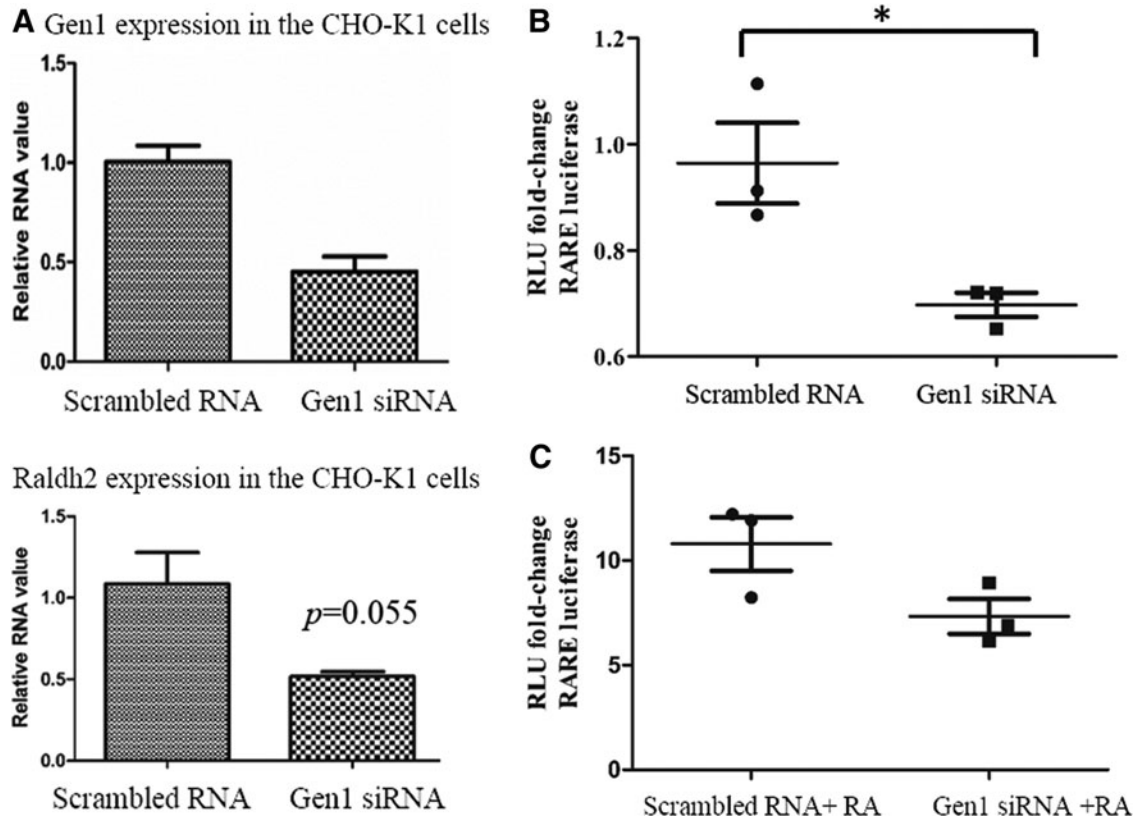 A Gen1 expression in the CHO-K1 cells
Relative RNA value
1.5
1.0
0.5
0.0
Scrambled RNA
Gen1 siRNA
Raldh2 expression in the CHO-K1 cells
Relative RNA value
1.5
1.0
0.5
0.0
p=0.055
Scrambled RNA
Gen1 siRNA
B
*
RLU fold-change
RARE luciferase
1.2
1.0
0.8
0.6
Scrambled RNA
Gen1 siRNA
C
RLU fold-change
RARE luciferase
15
10
5
0
Scrambled RNA+ RA
Gen1 siRNA +RA